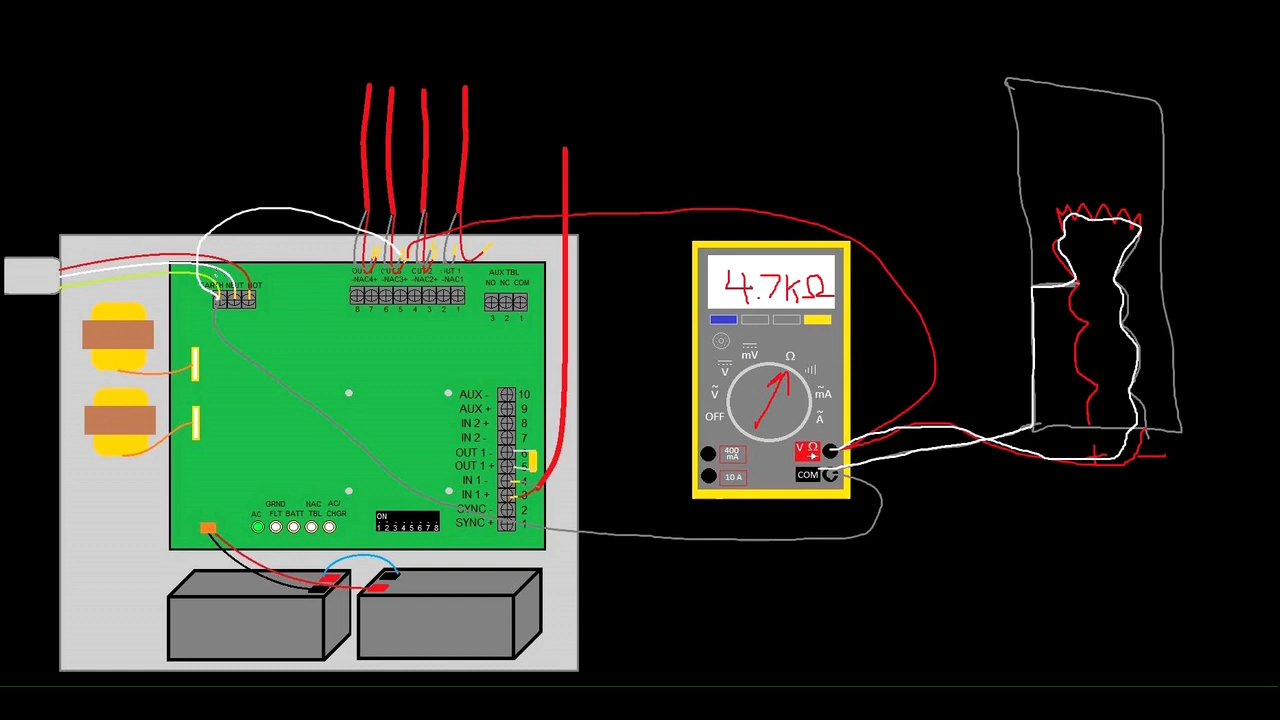 EARTH NEUT HOT
OUT 2 OUT 1
-NAC4+ -NAC3+ -NAC2+ -NAC1
8 7 6 5 4 3 2 1
AUX TBL
NO NC COM
3 2 1
AUX - 10
AUX + 9
IN 2 + 8
IN 2 - 7
OUT 1 - 6
OUT 1 + 5
IN 1 - 4
IN 1 + 3
SYNC - 2
SYNC + 1
GRND NAC AC/
AC FLT BATT TBL CHGR
ON
1 2 3 4 5 6 7 8
4.7KΩ
mV
Ω
V
V
mA
OFF
A
400
mA
V Ω
10 A
COM
+ -